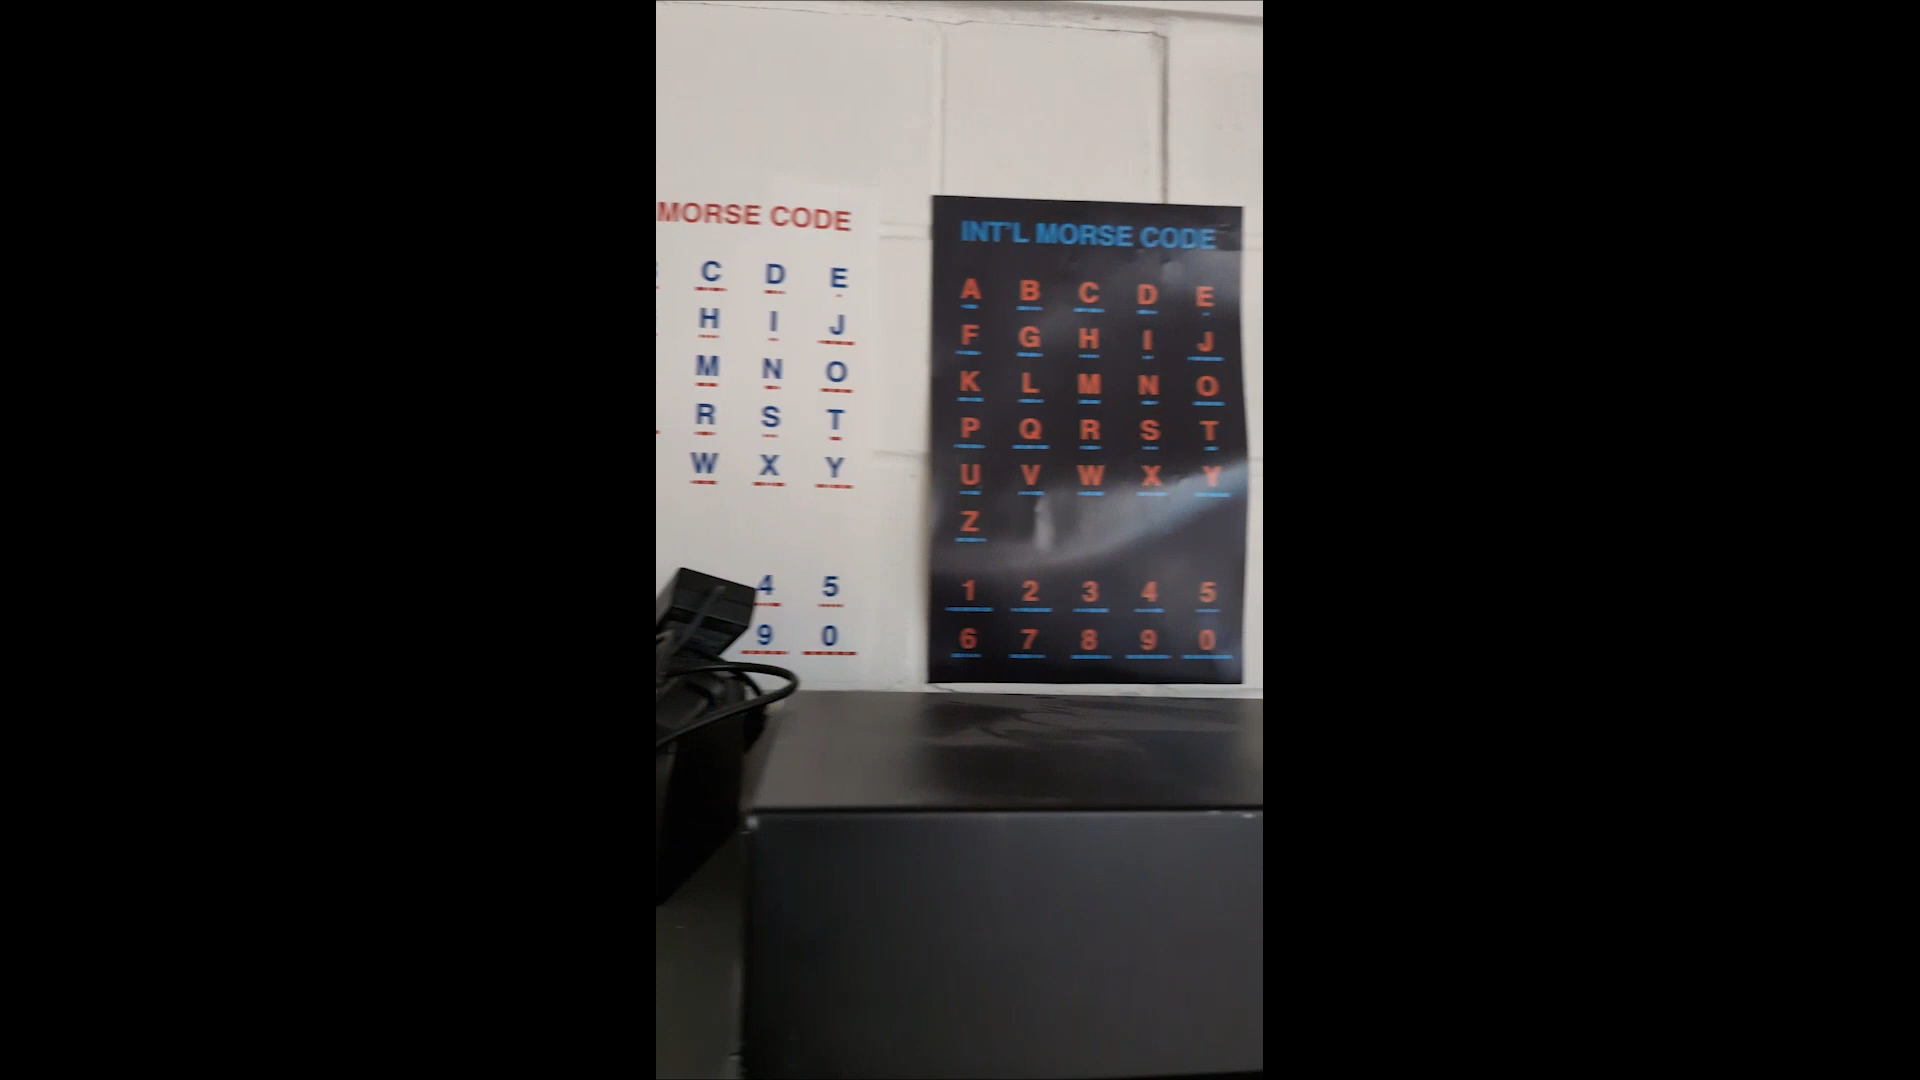 MORSE CODE
C D E
H I J
M N O
R S T
W X Y
4 5
9 0
INT'L MORSE CODE
A B C D E
F G H I J
K L M N O
P Q R S T
U V W X Y
Z
1 2 3 4 5
6 7 8 9 0